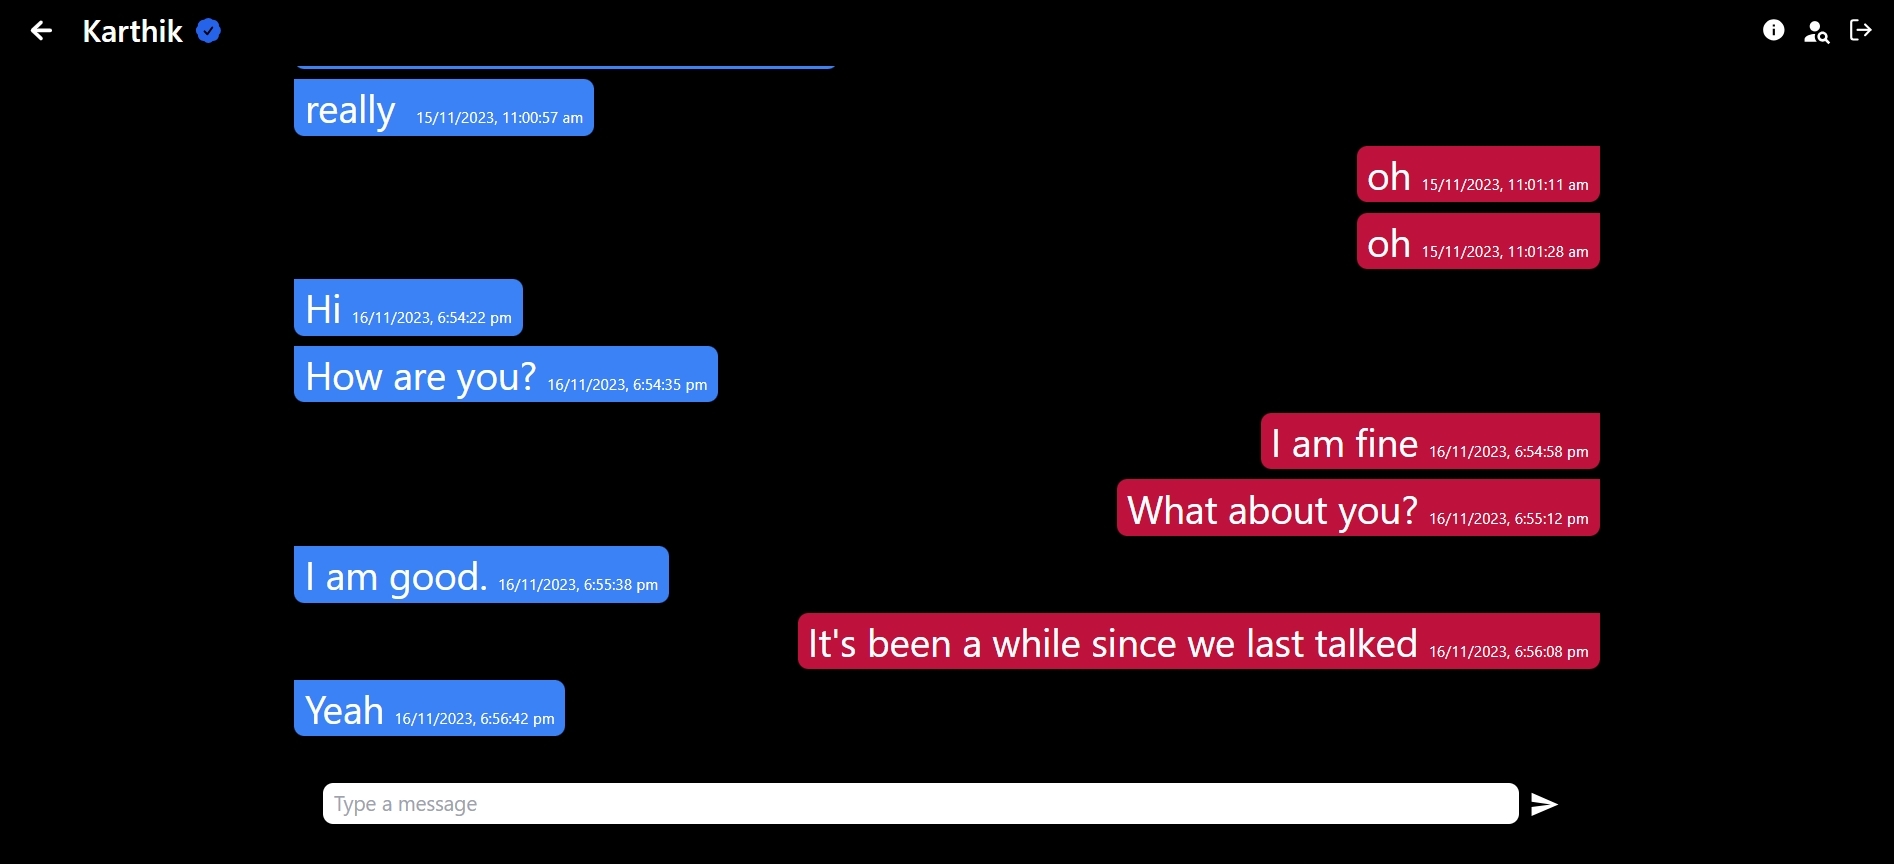 Karthik
really 15/11/2023, 11:00:57 am
oh 15/11/2023, 11:01:11 am
oh 15/11/2023, 11:01:28 am
Hi 16/11/2023, 6:54:22 pm
How are you? 16/11/2023, 6:54:35 pm
I am fine 16/11/2023, 6:54:58 pm
What about you? 16/11/2023, 6:55:12 pm
I am good. 16/11/2023, 6:55:38 pm
It's been a while since we last talked 16/11/2023, 6:56:08 pm
Yeah 16/11/2023, 6:56:42 pm
Type a message